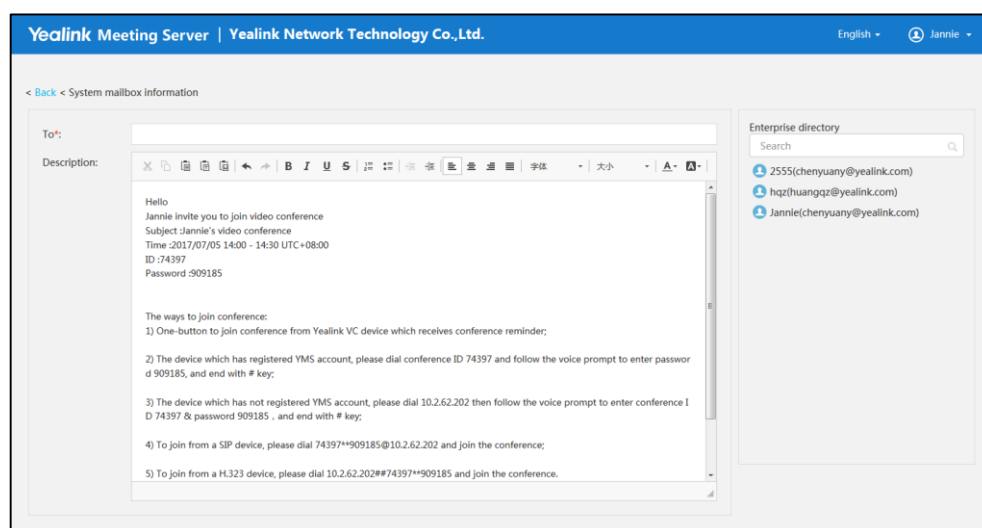 Yealink Meeting Server | Yealink Network Technology Co.,Ltd.
English
Jannie
< Back < System mailbox information
To*:
Description:
B I U S
字体
大小
A
A
Hello
Jannie invite you to join video conference
Subject :Jannie's video conference
Time :2017/07/05 14:00 - 14:30 UTC+08:00
ID :74397
Password :909185
The ways to join conference:
1) One-button to join conference from Yealink VC device which receives conference reminder;
2) The device which has registered YMS account, please dial conference ID 74397 and follow the voice prompt to enter passwor
d 909185, and end with # key;
3) The device which has not registered YMS account, please dial 10.2.62.202 then follow the voice prompt to enter conference I
D 74397 & password 909185 , and end with # key;
4) To join from a SIP device, please dial 74397**909185@10.2.62.202 and join the conference;
5) To join from a H.323 device, please dial 10.2.62.202##74397**909185 and join the conference.
Enterprise directory
Search
2555(chenyuany@yealink.com)
hqz(huangqz@yealink.com)
Jannie(chenyuany@yealink.com)